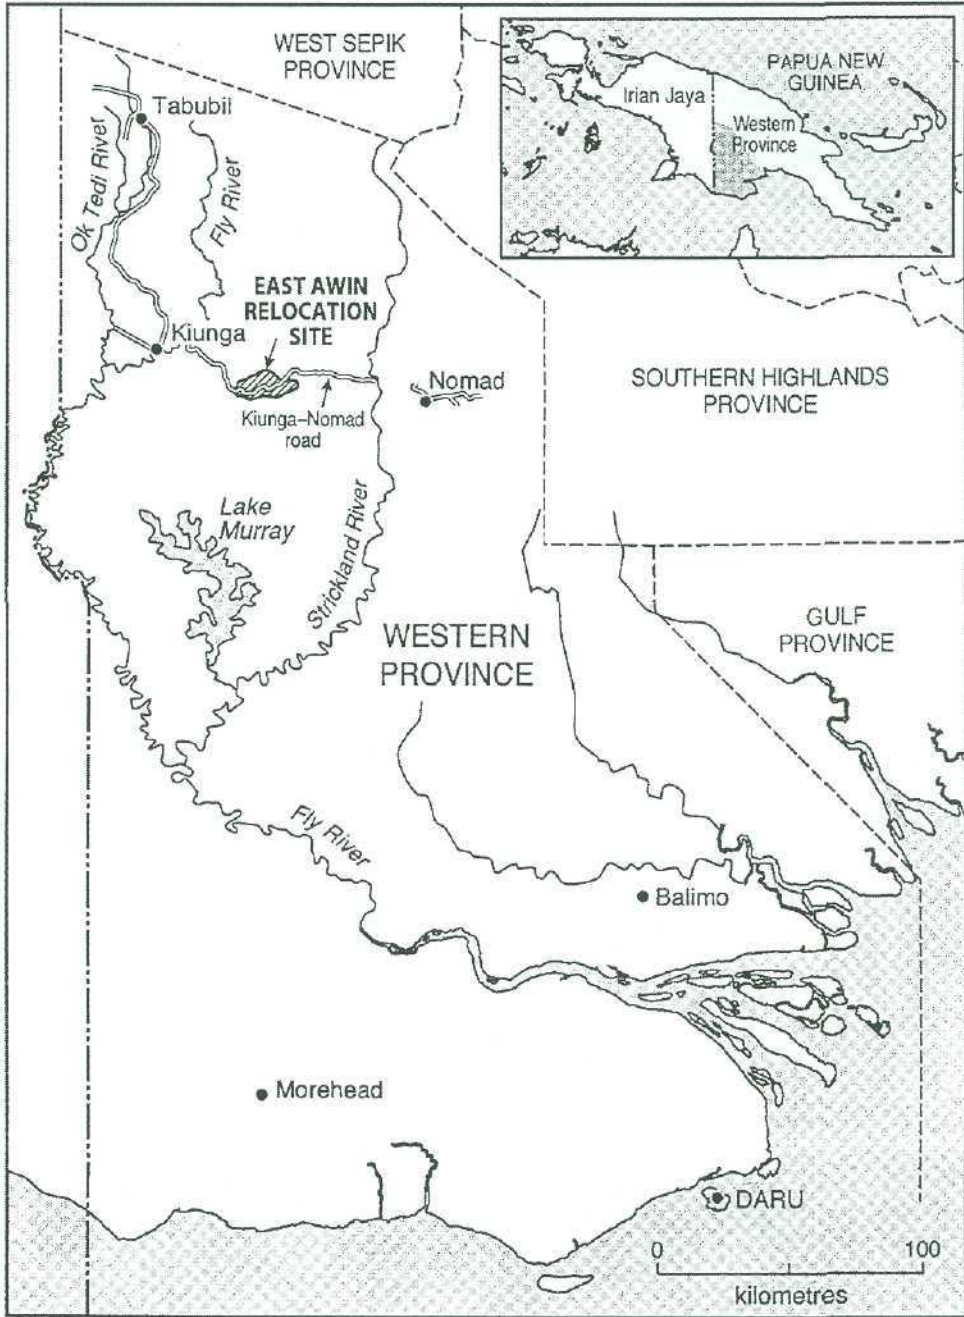 WEST SEPIK
PROVINCE
PAPUA NEW
GUINEA
Irian Jaya
Western
Province
Tabubil
Ok Tedi River
Fly River
EAST AWIN
RELOCATION
SITE
Kiunga
Nomad
Kiunga–Nomad
road
SOUTHERN HIGHLANDS
PROVINCE
Lake
Murray
Strickland River
WESTERN
PROVINCE
GULF
PROVINCE
Fly River
Balimo
Morehead
DARU
0 100
kilometres